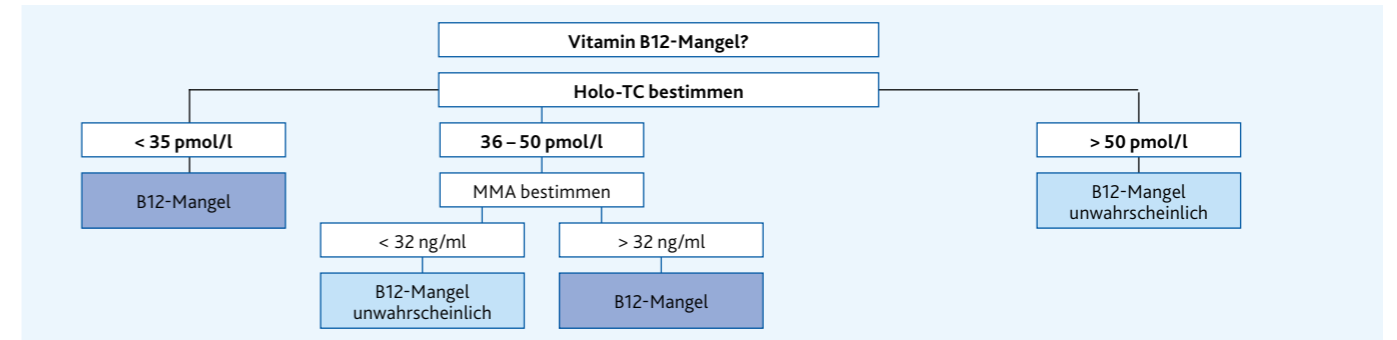 Vitamin B12-Mangel?
Holo-TC bestimmen
< 35 pmol/l
36 – 50 pmol/l
> 50 pmol/l
B12-Mangel
MMA bestimmen
B12-Mangel
unwahrscheinlich
< 32 ng/ml
> 32 ng/ml
B12-Mangel
unwahrscheinlich
B12-Mangel